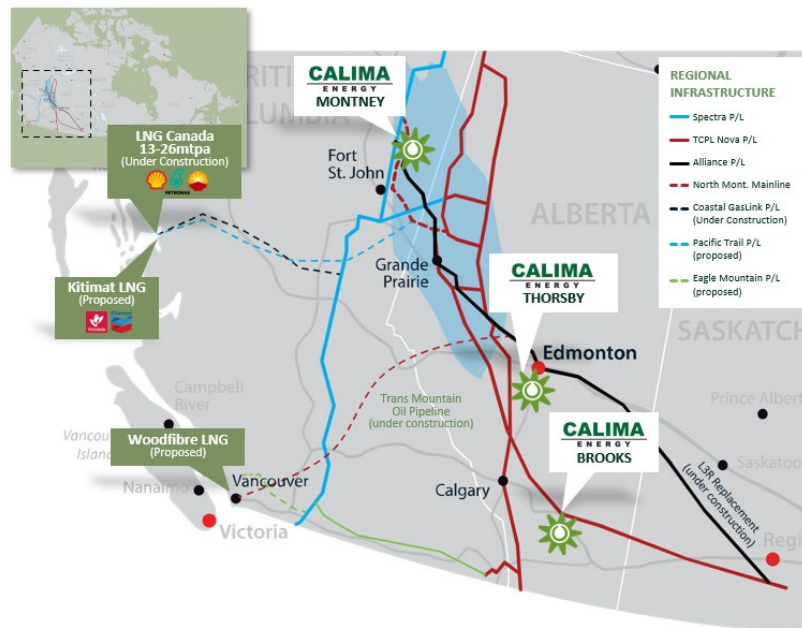 BRITISH
COLUMBIA
LNG Canada
13-26mtpa
(Under Construction)
PETRONAS
Kitimat LNG
(Proposed)
Woodfibre LNG
(Proposed)
CALIMA
ENERGY
MONTNEY
Fort
St. John
Grande
Prairie
CALIMA
ENERGY
THORSBY
Edmonton
CALIMA
ENERGY
BROOKS
Calgary
ALBERTA
SASKATCH
Prince Albert
Saskatoo
Regi
L3R Replacement
(under construction)
Trans Mountain
Oil Pipeline
(under construction)
Campbell
River
Vancou
Island
Nanaimo
Vancouver
Victoria
REGIONAL
INFRASTRUCTURE
Spectra P/L
TCPL Nova P/L
Alliance P/L
North Mont. Mainline
Coastal GasLink P/L
(Under Construction)
Pacific Trail P/L
(proposed)
Eagle Mountain P/L
(proposed)